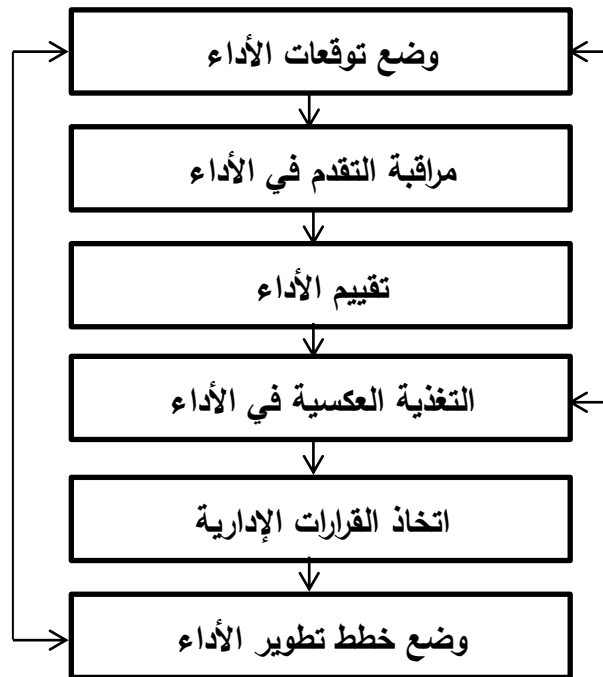 وضع توقعات الأداء
مراقبة التقدم في الأداء
تقييم الأداء
التغذية العكسية في الأداء
اتخاذ القرارات الإدارية
وضع خطط تطوير الأداء